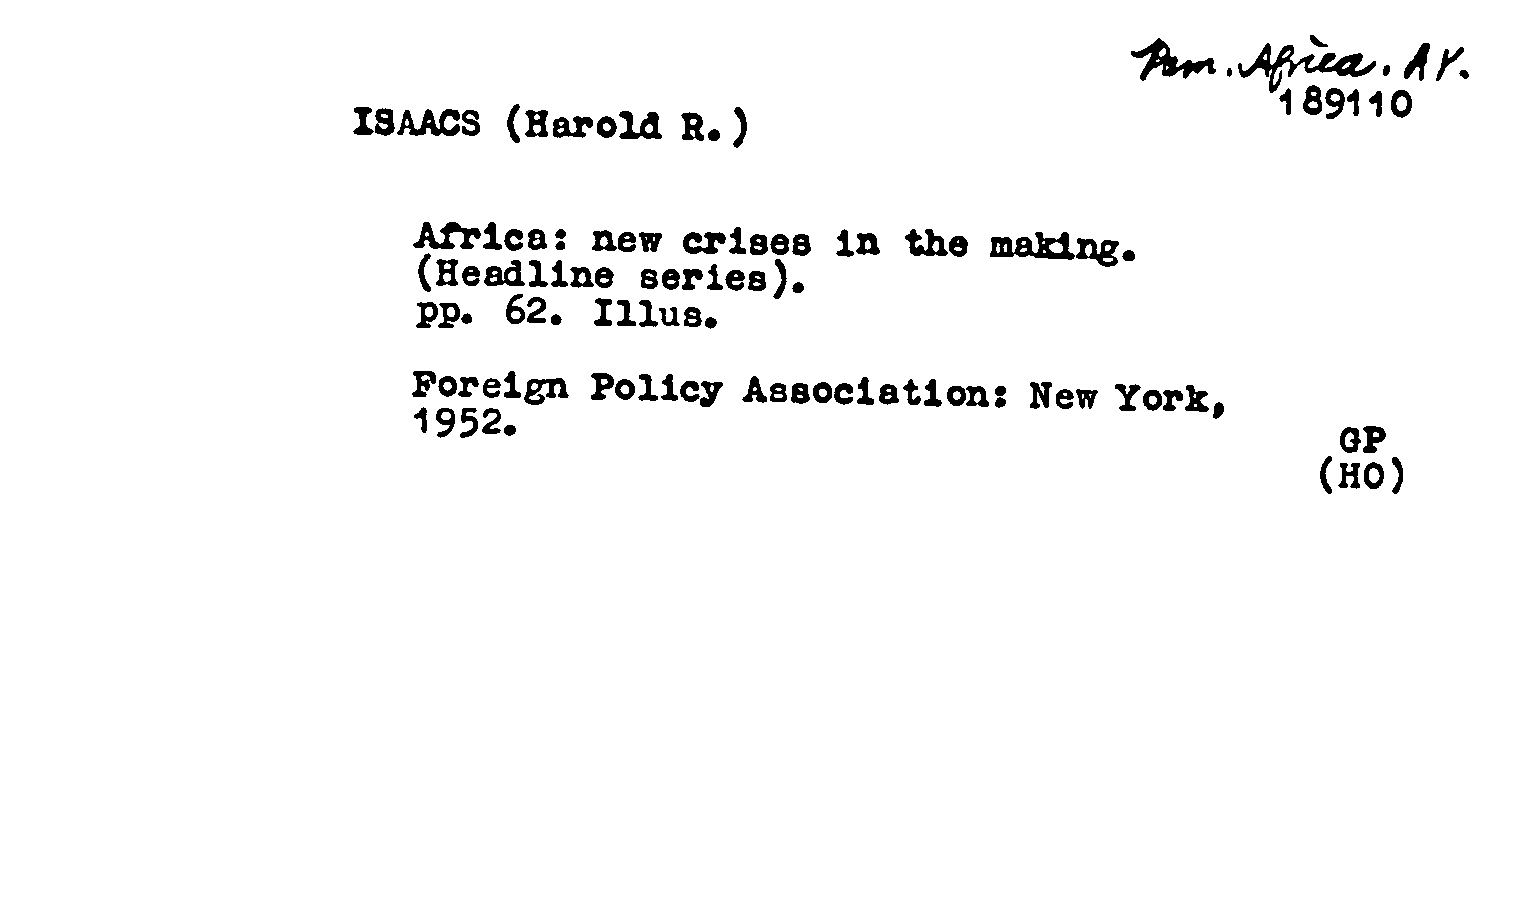 Pam. Africa. A Y.
189110
ISAACS (Harold R.)
Africa: new crises in the making.
(Headline series).
pp. 62. Illus.
Foreign Policy Association: New York,
1952.
GP
(HO)